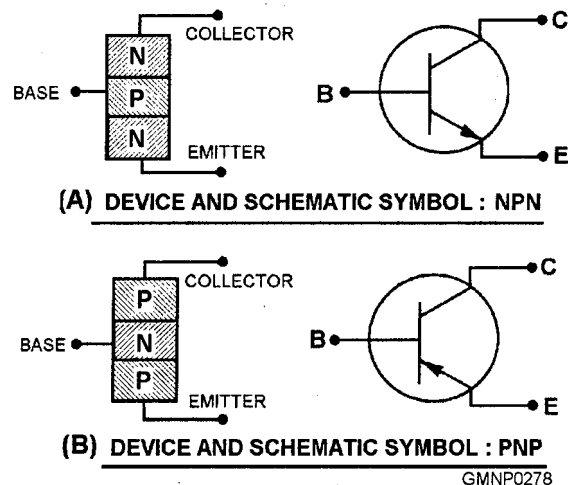 COLLECTOR
C
N
BASE
P
B
N
EMITTER
E
(A) DEVICE AND SCHEMATIC SYMBOL : NPN
COLLECTOR
C
P
BASE
N
B
P
EMITTER
E
(B) DEVICE AND SCHEMATIC SYMBOL : PNP
GMNP0278